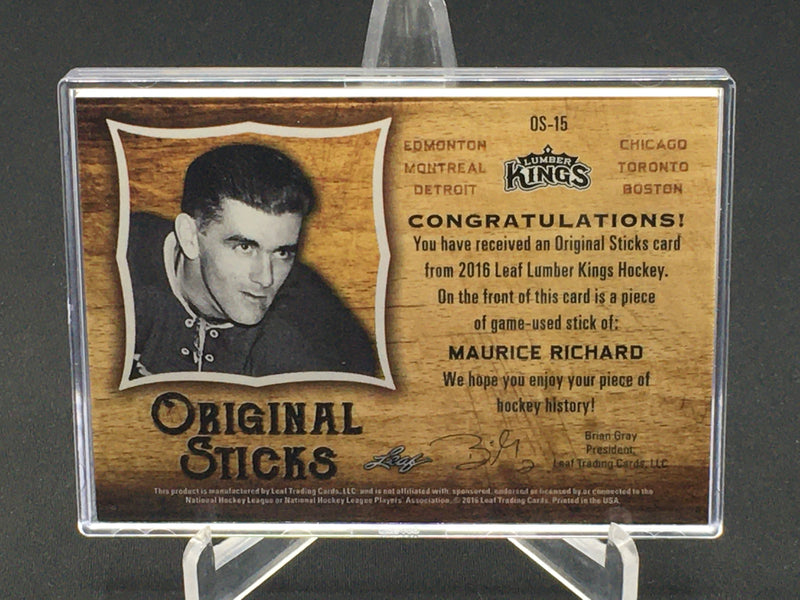 OS-15
EDMONTON
MONTREAL
DETROIT
LUMBER
KINGS
CHICAGO
TORONTO
BOSTON
CONGRATULATIONS!
You have received an Original Sticks card
from 2016 Leaf Lumber Kings Hockey.
On the front of this card is a piece
of game-used stick of:
MAURICE RICHARD
We hope you enjoy your piece of
hockey history!
ORIGINAL
STICKS
Leaf
Brian Gray
President,
Leaf Trading Cards, LLC
This product is manufactured by Leaf Trading Cards, LLC. and is not affiliated with, sponsored, endorsed or licensed by or connected to the
National Hockey League or National Hockey League Players' Association. © 2016 Leaf Trading Cards. Printed in the USA.